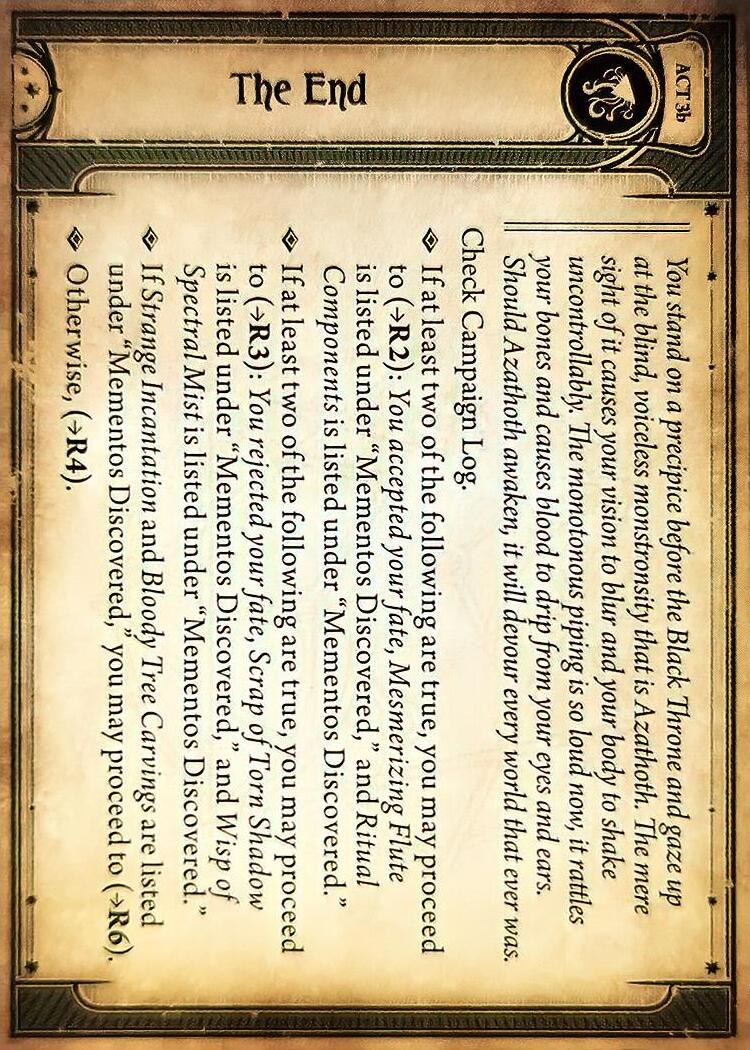 ACT 3b
The End
You stand on a precipice before the Black Throne and gaze up
at the blind, voiceless monstronsity that is Azathoth. The mere
sight of it causes your vision to blur and your body to shake
uncontrollably. The monotonous piping is so loud now, it rattles
your bones and causes blood to drip from your eyes and ears.
Should Azathoth awaken, it will devour every world that ever was.
Check Campaign Log.
If at least two of the following are true, you may proceed
to (→R2): You accepted your fate, Mesmerizing Flute
is listed under “Mementos Discovered,” and Ritual
Components is listed under “Mementos Discovered.”
If at least two of the following are true, you may proceed
to (→R3): You rejected your fate, Scrap of Torn Shadow
is listed under “Mementos Discovered,” and Wisp of
Spectral Mist is listed under “Mementos Discovered.”
If Strange Incantation and Bloody Tree Carvings are listed
under “Mementos Discovered,” you may proceed to (→R6).
Otherwise, (→R4).